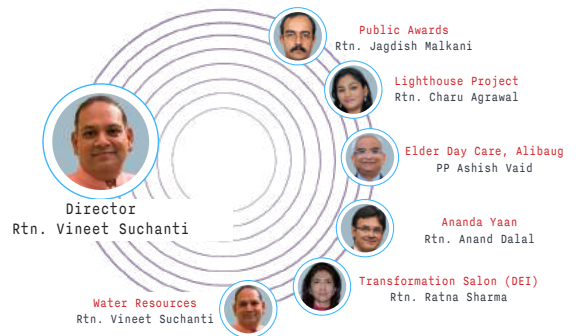 Public Awards
Rtn. Jagdish Malkani
Lighthouse Project
Rtn. Charu Agrawal
Elder Day Care, Alibaug
PP Ashish Vaid
Director
Rtn. Vineet Suchanti
Ananda Yaan
Rtn. Anand Dalal
Transformation Salon (DEI)
Rtn. Ratna Sharma
Water Resources
Rtn. Vineet Suchanti